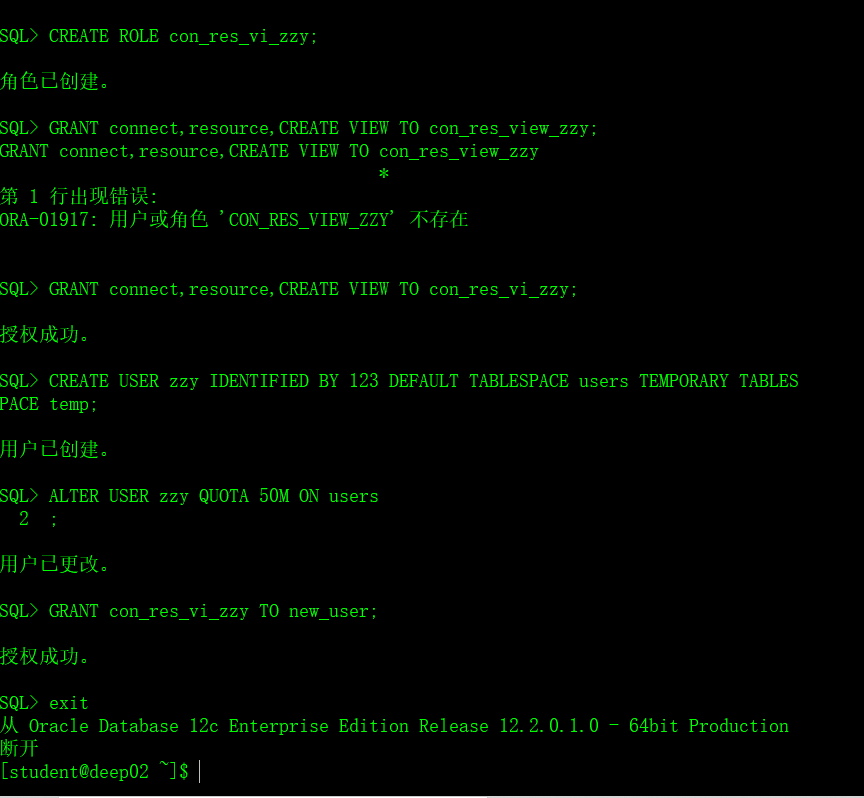 SQL> CREATE ROLE con_res_vi_zzy;
角色已创建。
SQL> GRANT connect,resource,CREATE VIEW TO con_res_view_zzy;
GRANT connect,resource,CREATE VIEW TO con_res_view_zzy
*
第 1 行出现错误:
ORA-01917: 用户或角色 'CON_RES_VIEW_ZZY' 不存在
SQL> GRANT connect,resource,CREATE VIEW TO con_res_vi_zzy;
授权成功。
SQL> CREATE USER zzy IDENTIFIED BY 123 DEFAULT TABLESPACE users TEMPORARY TABLES
PACE temp;
用户已创建。
SQL> ALTER USER zzy QUOTA 50M ON users
2 ;
用户已更改。
SQL> GRANT con_res_vi_zzy TO new_user;
授权成功。
SQL> exit
从 Oracle Database 12c Enterprise Edition Release 12.2.0.1.0 - 64bit Production
断开
[student@deep02 ~]$